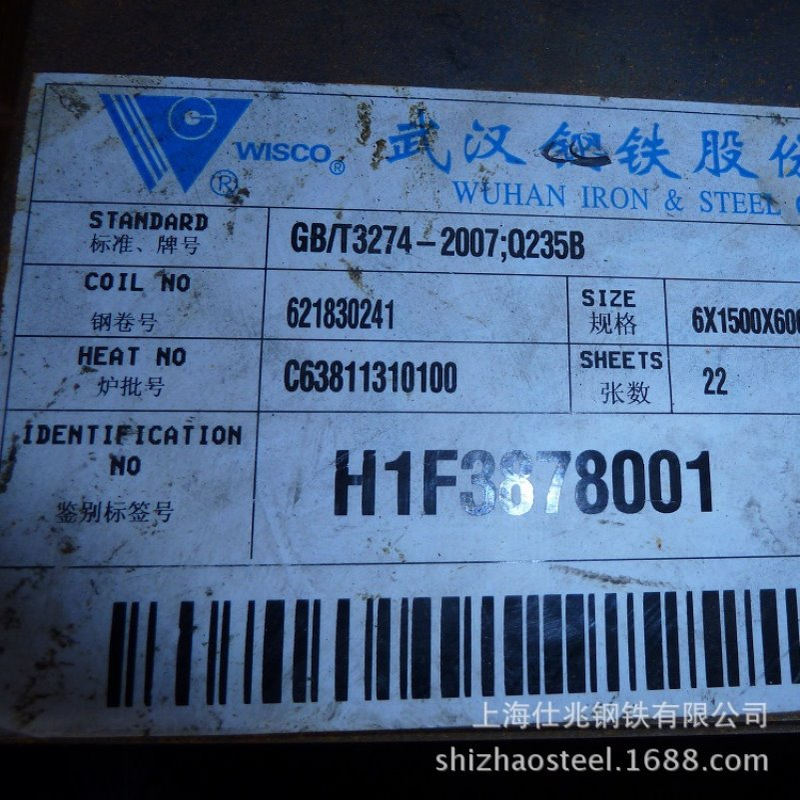 WISCO® 武汉钢铁股份
®
WUHAN IRON & STEEL
STANDARD
标准、牌号
GB/T3274-2007;Q235B
COIL NO
钢卷号
621830241
SIZE
规格
6X1500X600
HEAT NO
炉批号
C63811310100
SHEETS
张数
22
IDENTIFICATION
NO
鉴别标签号
H1F3878001
上海仕兆钢铁有限公司
shizhaosteel.1688.com